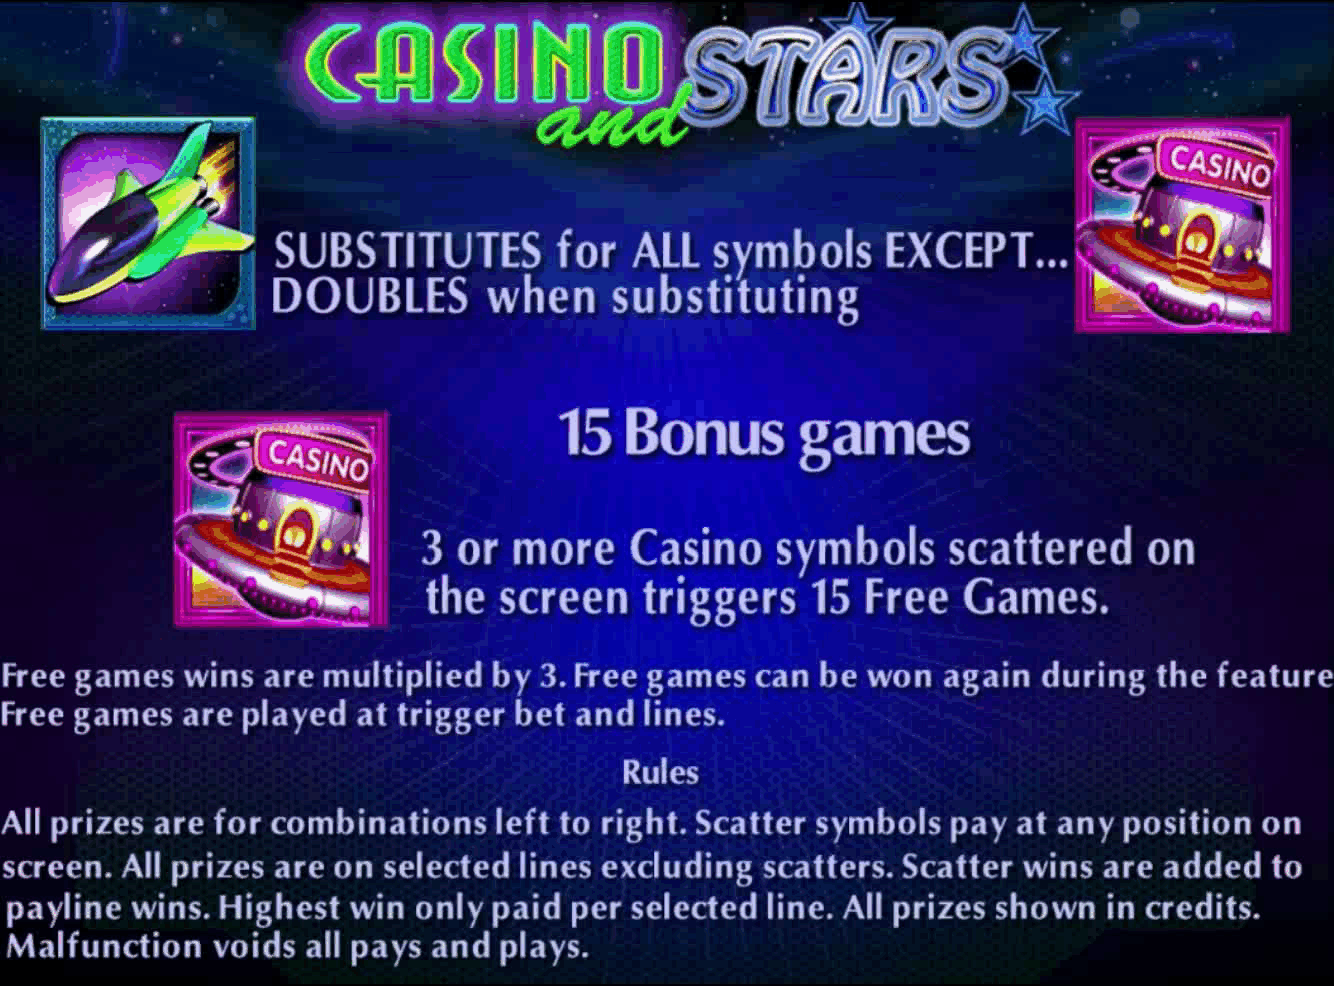 CASINO and STARS
CASINO
SUBSTITUTES for ALL symbols EXCEPT...
DOUBLES when substituting
15 Bonus games
CASINO
3 or more Casino symbols scattered on
the screen triggers 15 Free Games.
Free games wins are multiplied by 3. Free games can be won again during the feature
Free games are played at trigger bet and lines.
Rules
All prizes are for combinations left to right. Scatter symbols pay at any position on
screen. All prizes are on selected lines excluding scatters. Scatter wins are added to
payline wins. Highest win only paid per selected line. All prizes shown in credits.
Malfunction voids all pays and plays.